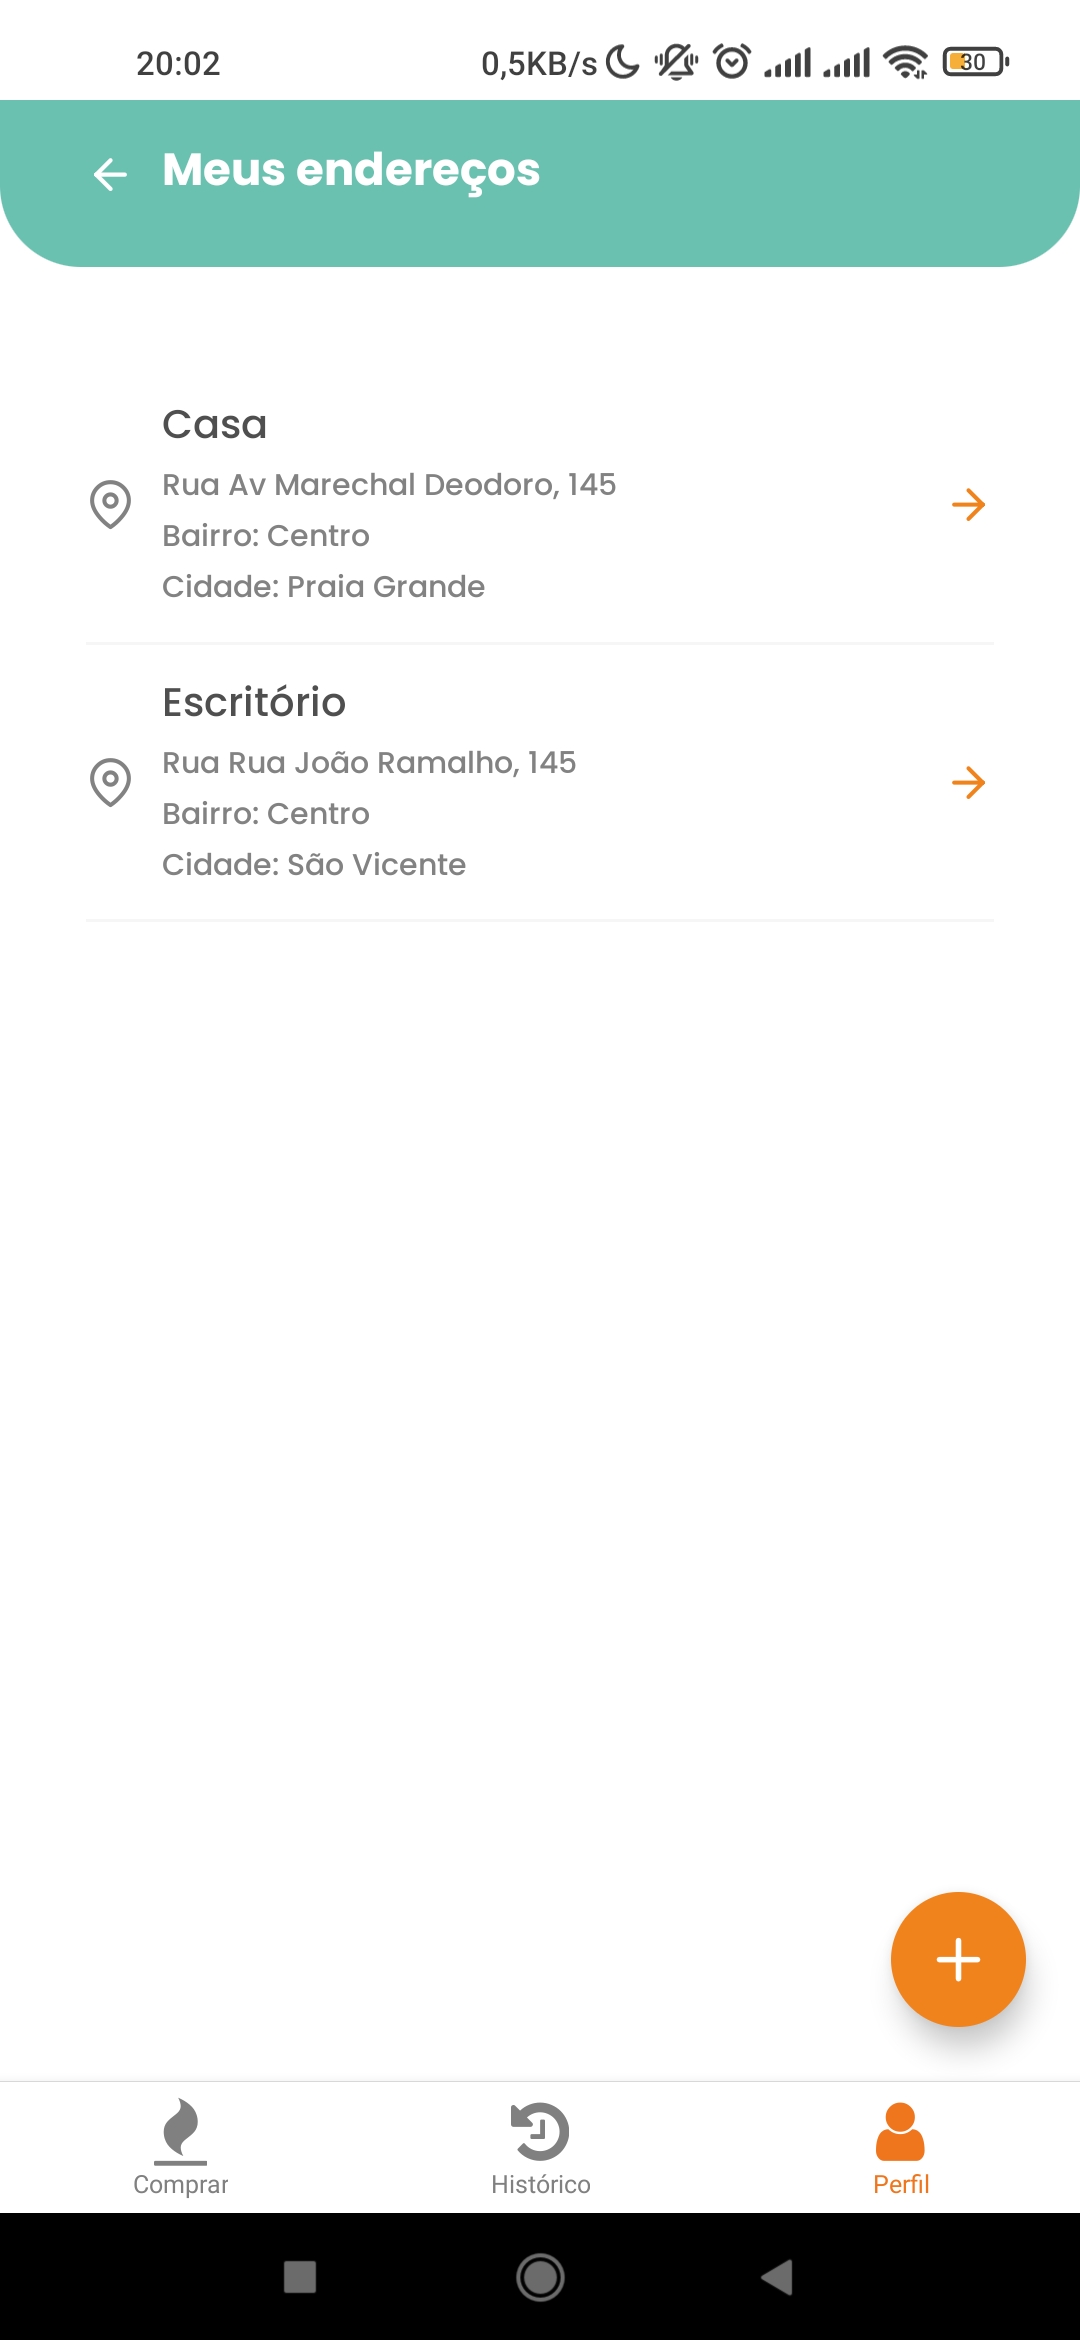 20:02
0,5KB/s
30
Meus endereços
Casa
Rua Av Marechal Deodoro, 145
Bairro: Centro
Cidade: Praia Grande
Escritório
Rua Rua João Ramalho, 145
Bairro: Centro
Cidade: São Vicente
Comprar
Histórico
Perfil